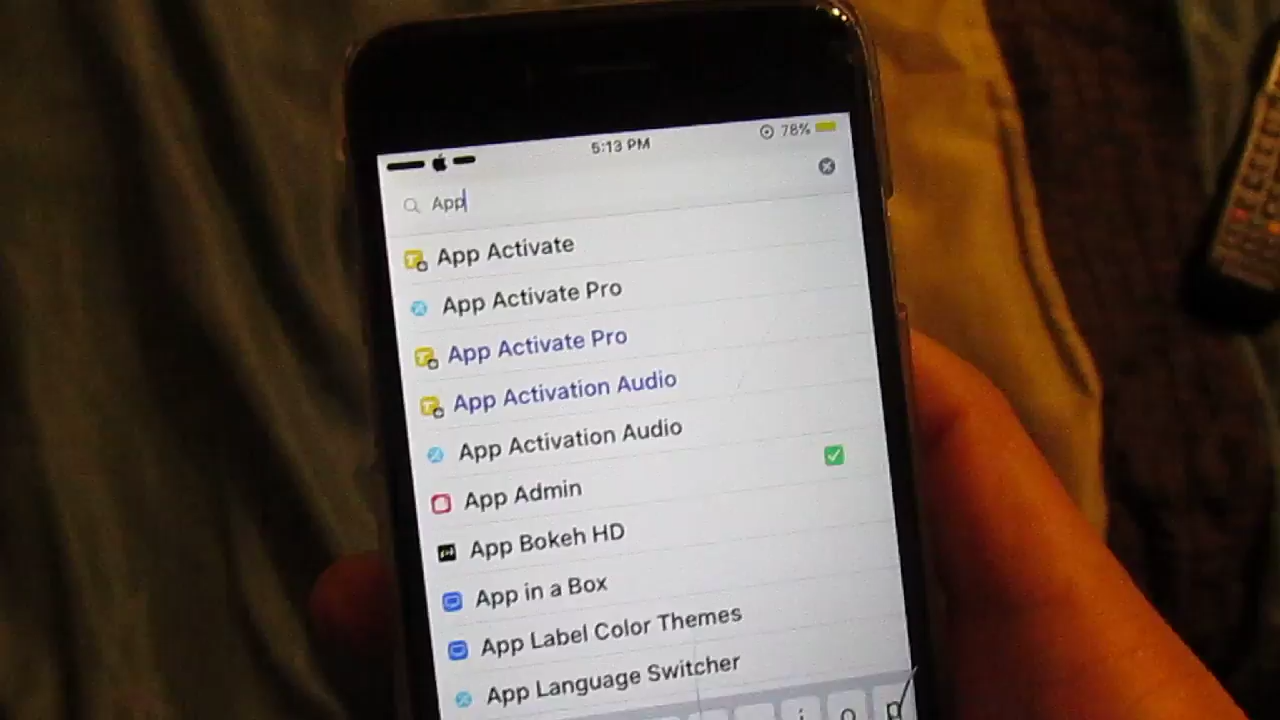 5:13 PM
78%
App
App Activate
App Activate Pro
App Activate Pro
App Activation Audio
App Activation Audio
App Admin
App Bokeh HD
App in a Box
App Label Color Themes
App Language Switcher
i o p